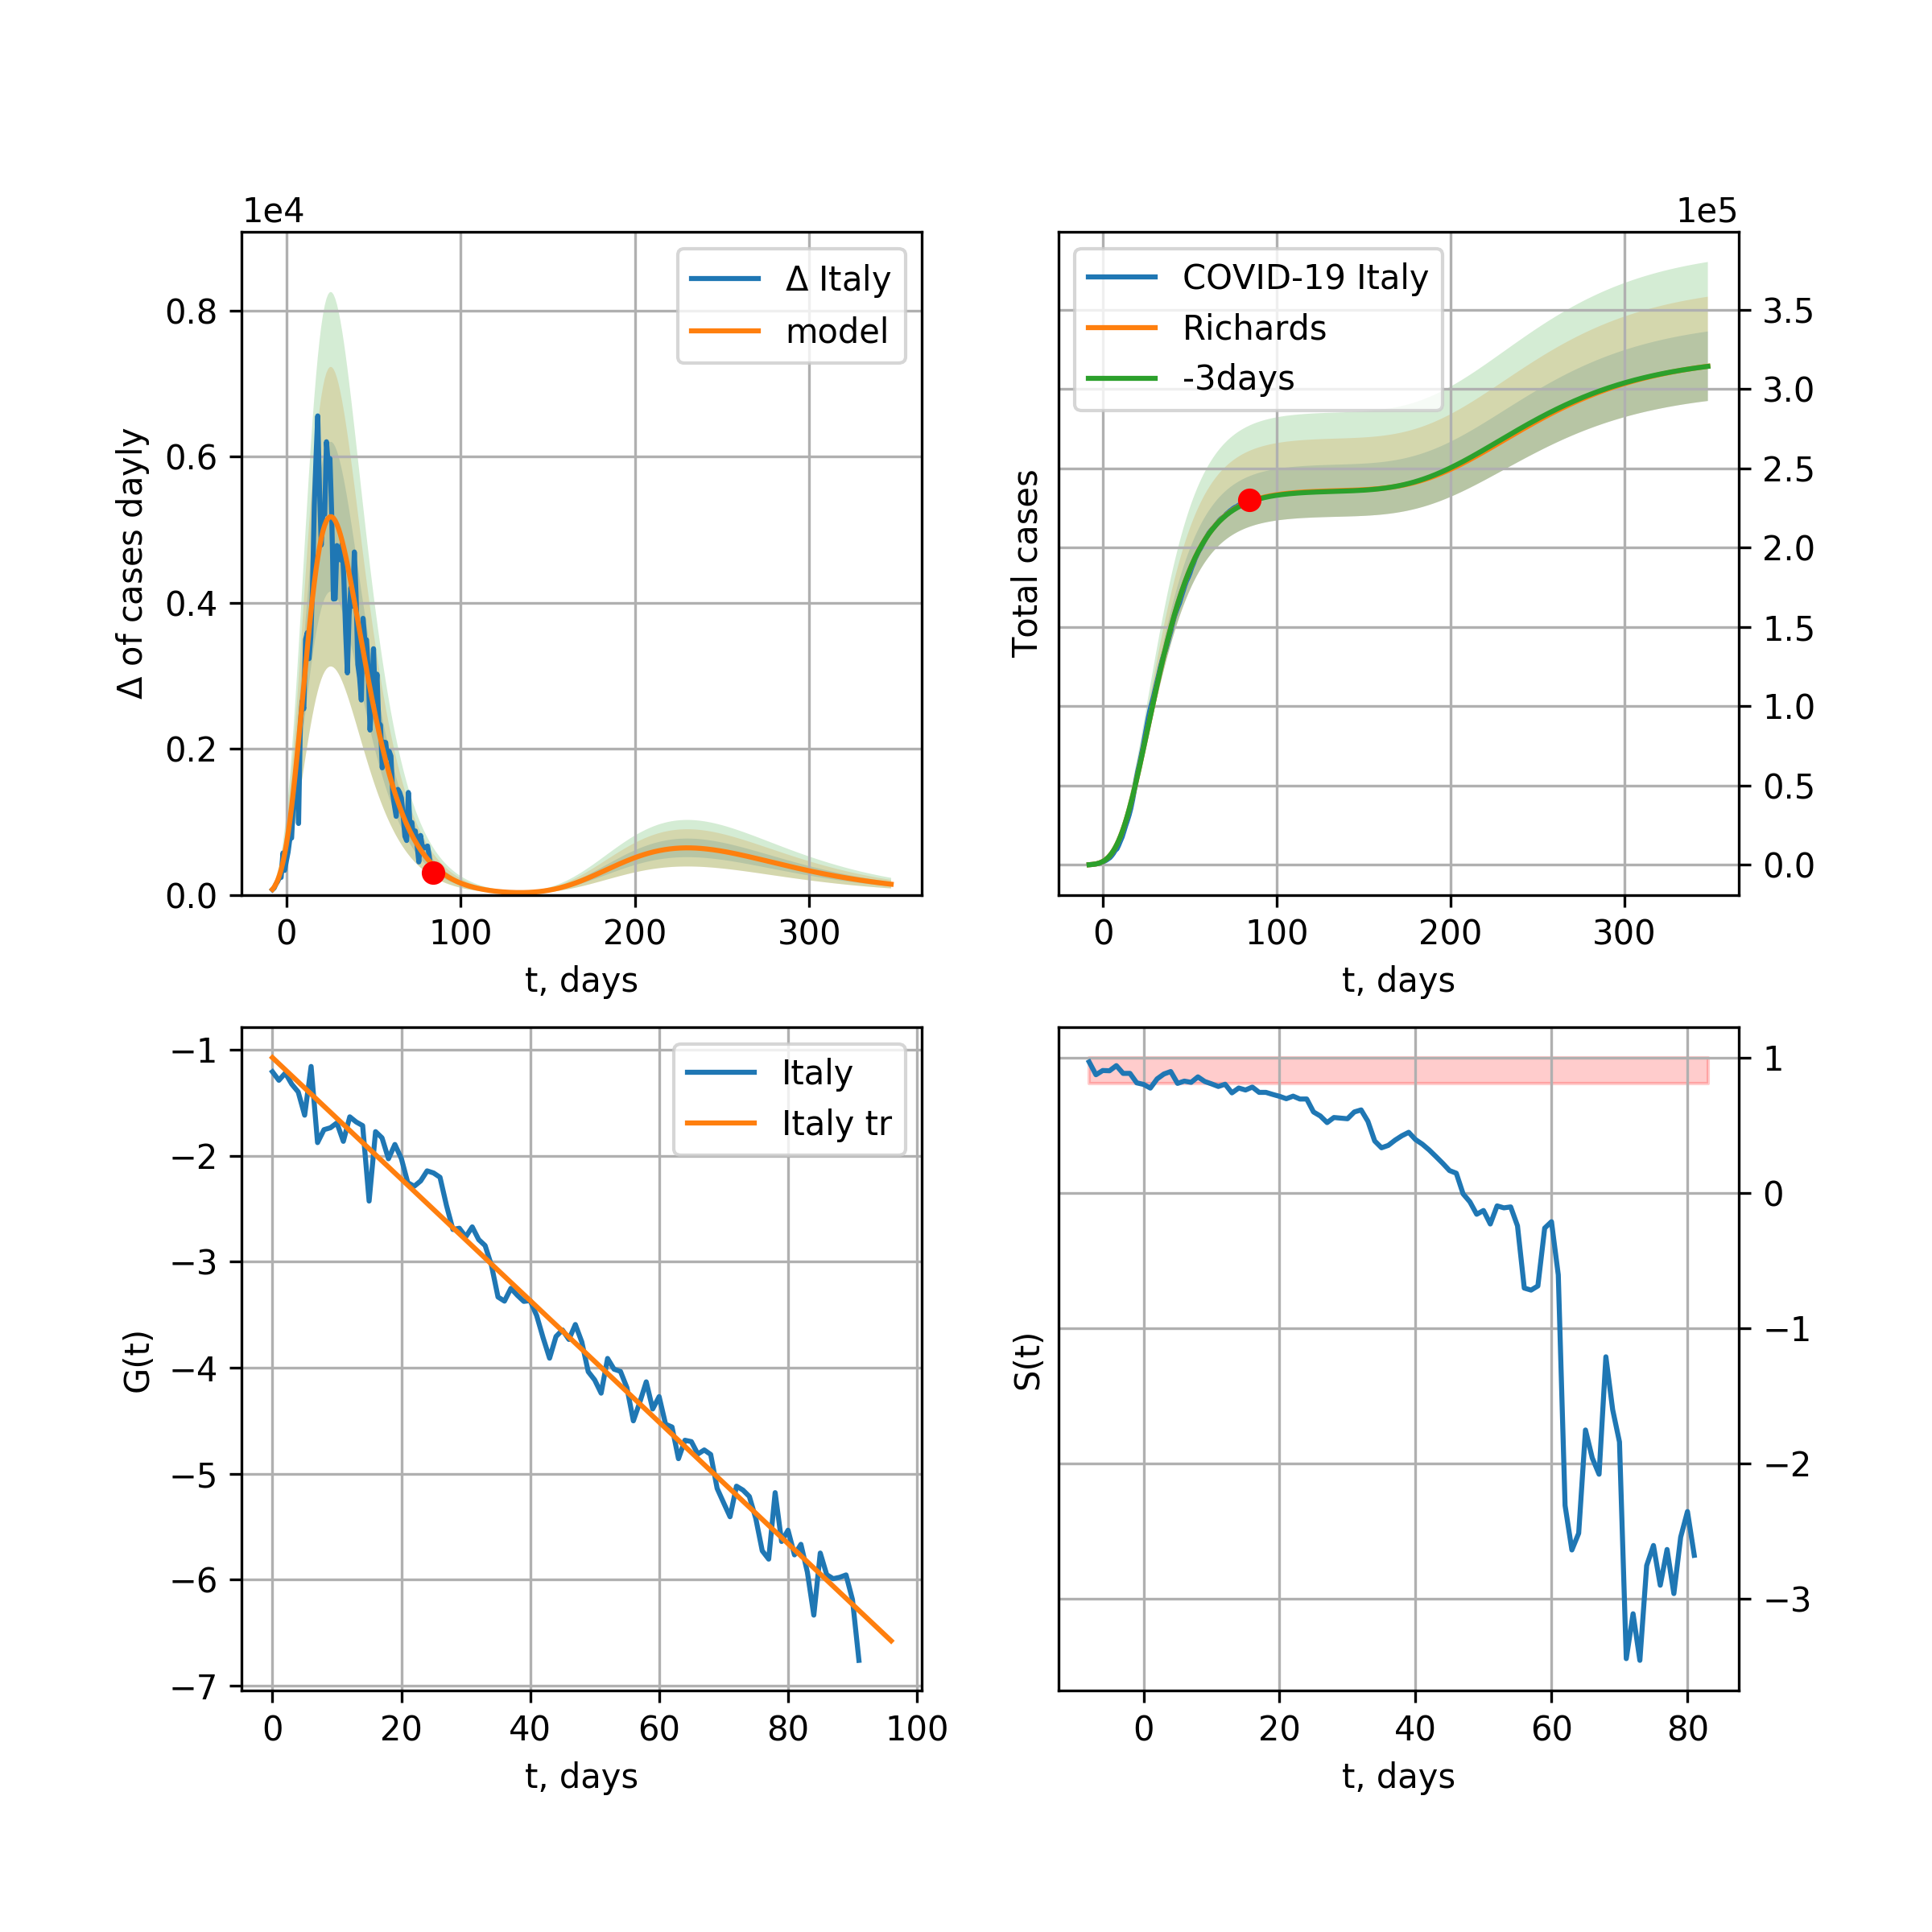 1e4
Δ Italy
model
0.8
0.6
0.4
0.2
0.0
Δ of cases dayly
0 100 200 300
t, days
1e5
COVID-19 Italy
Richards
-3days
3.5
3.0
2.5
2.0
1.5
1.0
0.5
0.0
Total cases
0 100 200 300
t, days
Italy
Italy tr
−1
−2
−3
−4
−5
−6
−7
G(t)
0 20 40 60 80 100
t, days
1
0
−1
−2
−3
S(t)
0 20 40 60 80
t, days